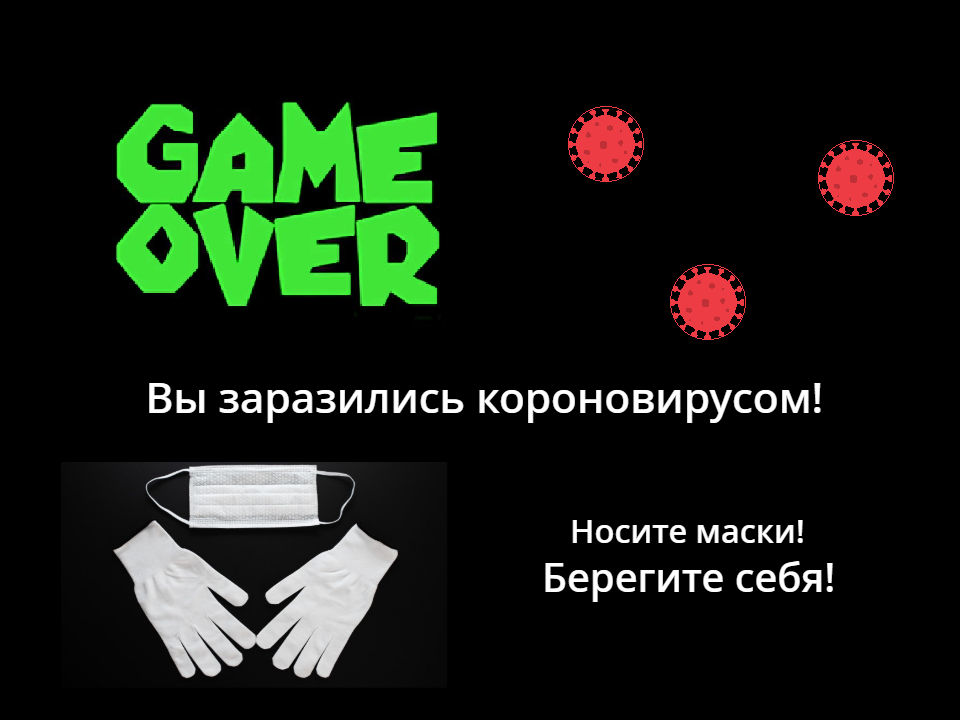 GAME
OVER
Вы заразились короновирусом!
Носите маски!
Берегите себя!